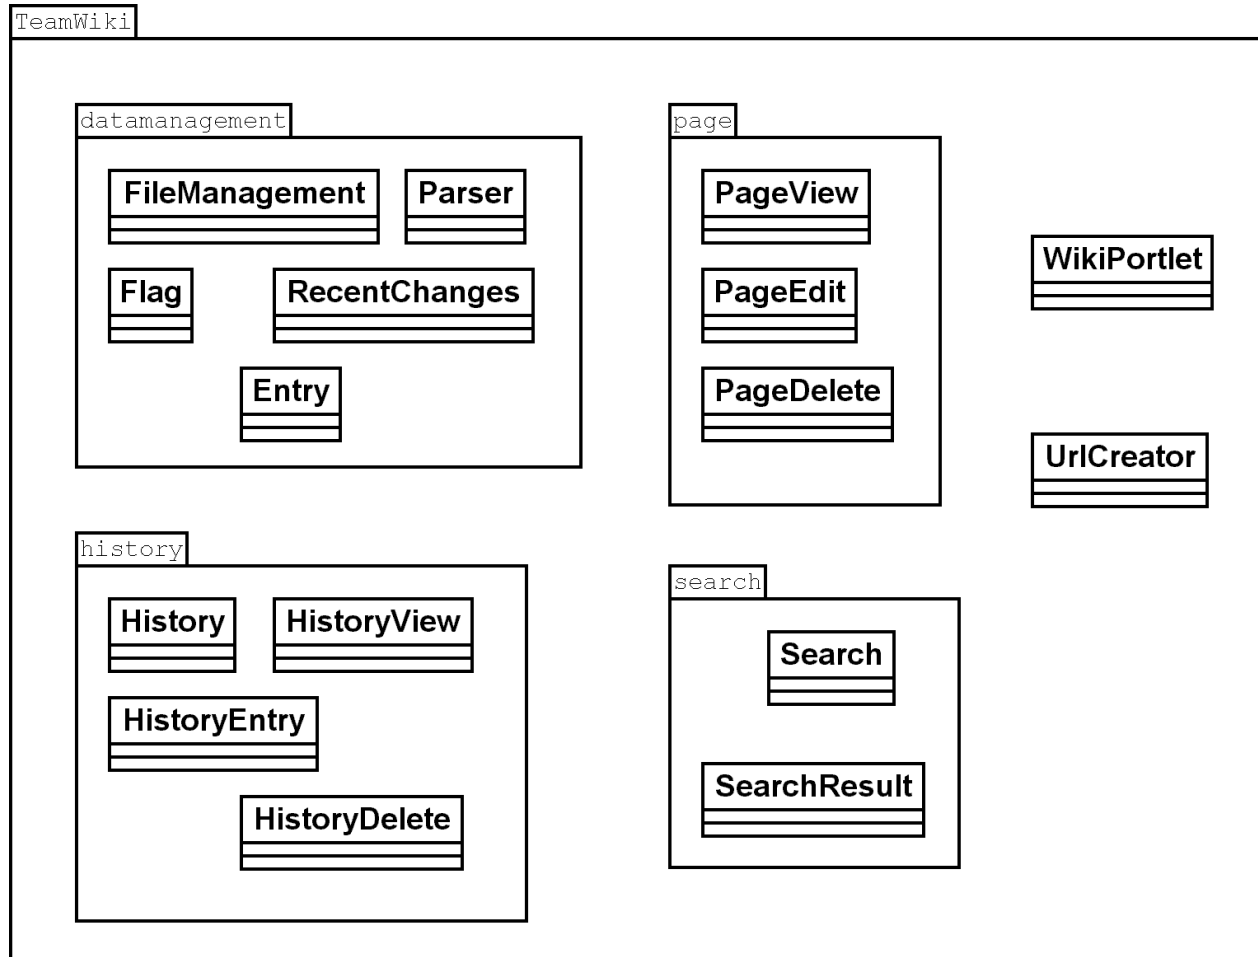 TeamWiki
datamanagement
FileManagement
Parser
Flag
RecentChanges
Entry
page
PageView
PageEdit
PageDelete
WikiPortlet
UrlCreator
history
History
HistoryView
HistoryEntry
HistoryDelete
search
Search
SearchResult